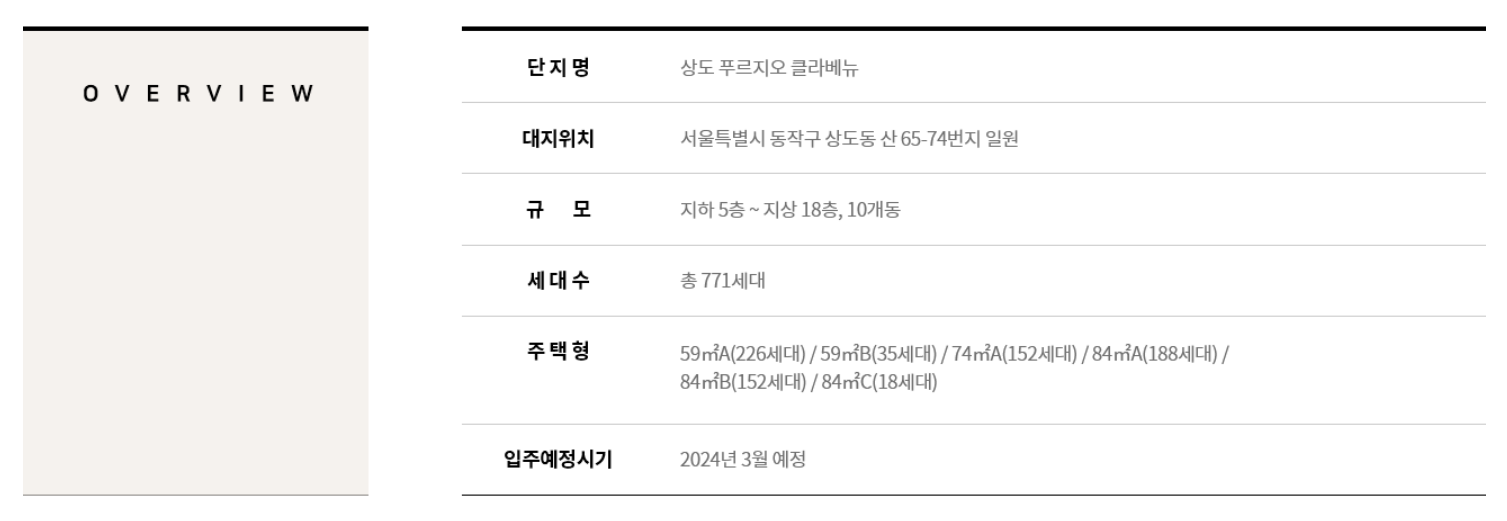 OVERVIEW
단지명 상도 푸르지오 클라베뉴
대지위치 서울특별시 동작구 상도동 산 65-74번지 일원
규 모 지하 5층 ~ 지상 18층, 10개동
세대수 총 771세대
주택형 59㎡A(226세대) / 59㎡B(35세대) / 74㎡A(152세대) / 84㎡A(188세대) /
84㎡B(152세대) / 84㎡C(18세대)
입주예정시기 2024년 3월 예정